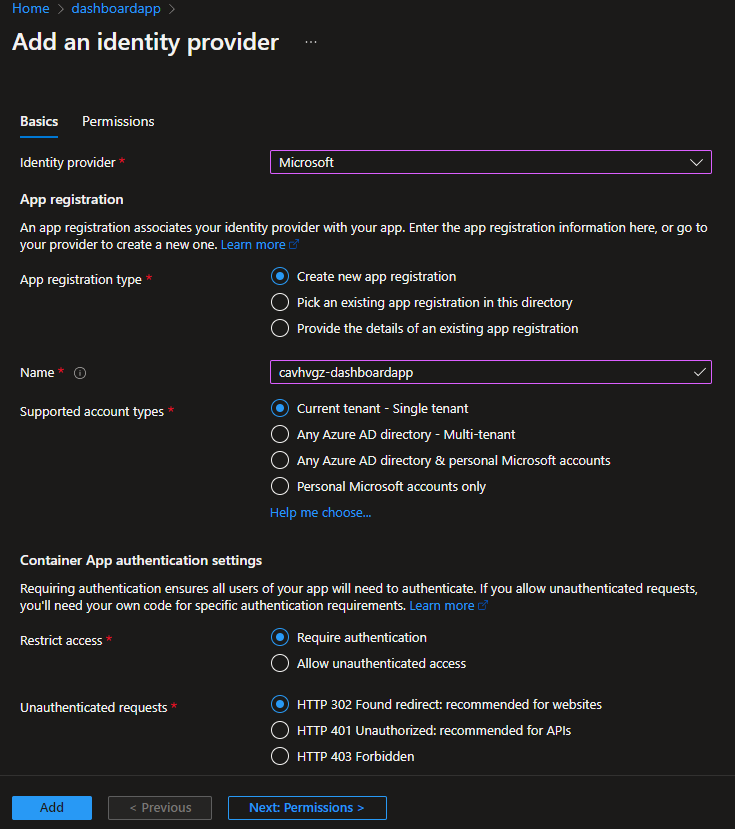 Home > dashboardapp >
Add an identity provider ...
Basics Permissions
Identity provider * Microsoft
App registration
An app registration associates your identity provider with your app. Enter the app registration information here, or go to
your provider to create a new one. Learn more
App registration type * Create new app registration
Pick an existing app registration in this directory
Provide the details of an existing app registration
Name * cavhvgz-dashboardapp
Supported account types * Current tenant - Single tenant
Any Azure AD directory - Multi-tenant
Any Azure AD directory & personal Microsoft accounts
Personal Microsoft accounts only
Help me choose...
Container App authentication settings
Requiring authentication ensures all users of your app will need to authenticate. If you allow unauthenticated requests,
you'll need your own code for specific authentication requirements. Learn more
Restrict access * Require authentication
Allow unauthenticated access
Unauthenticated requests * HTTP 302 Found redirect: recommended for websites
HTTP 401 Unauthorized: recommended for APIs
HTTP 403 Forbidden
Add < Previous Next: Permissions >